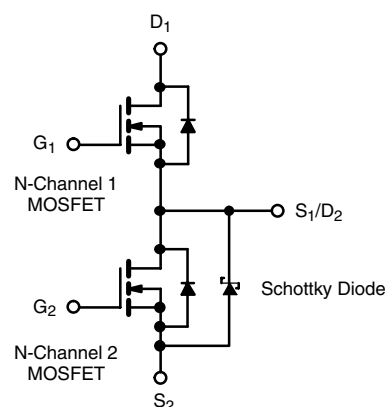 D1
G1
N-Channel 1
MOSFET
S1/D2
G2
Schottky Diode
N-Channel 2
MOSFET
S2